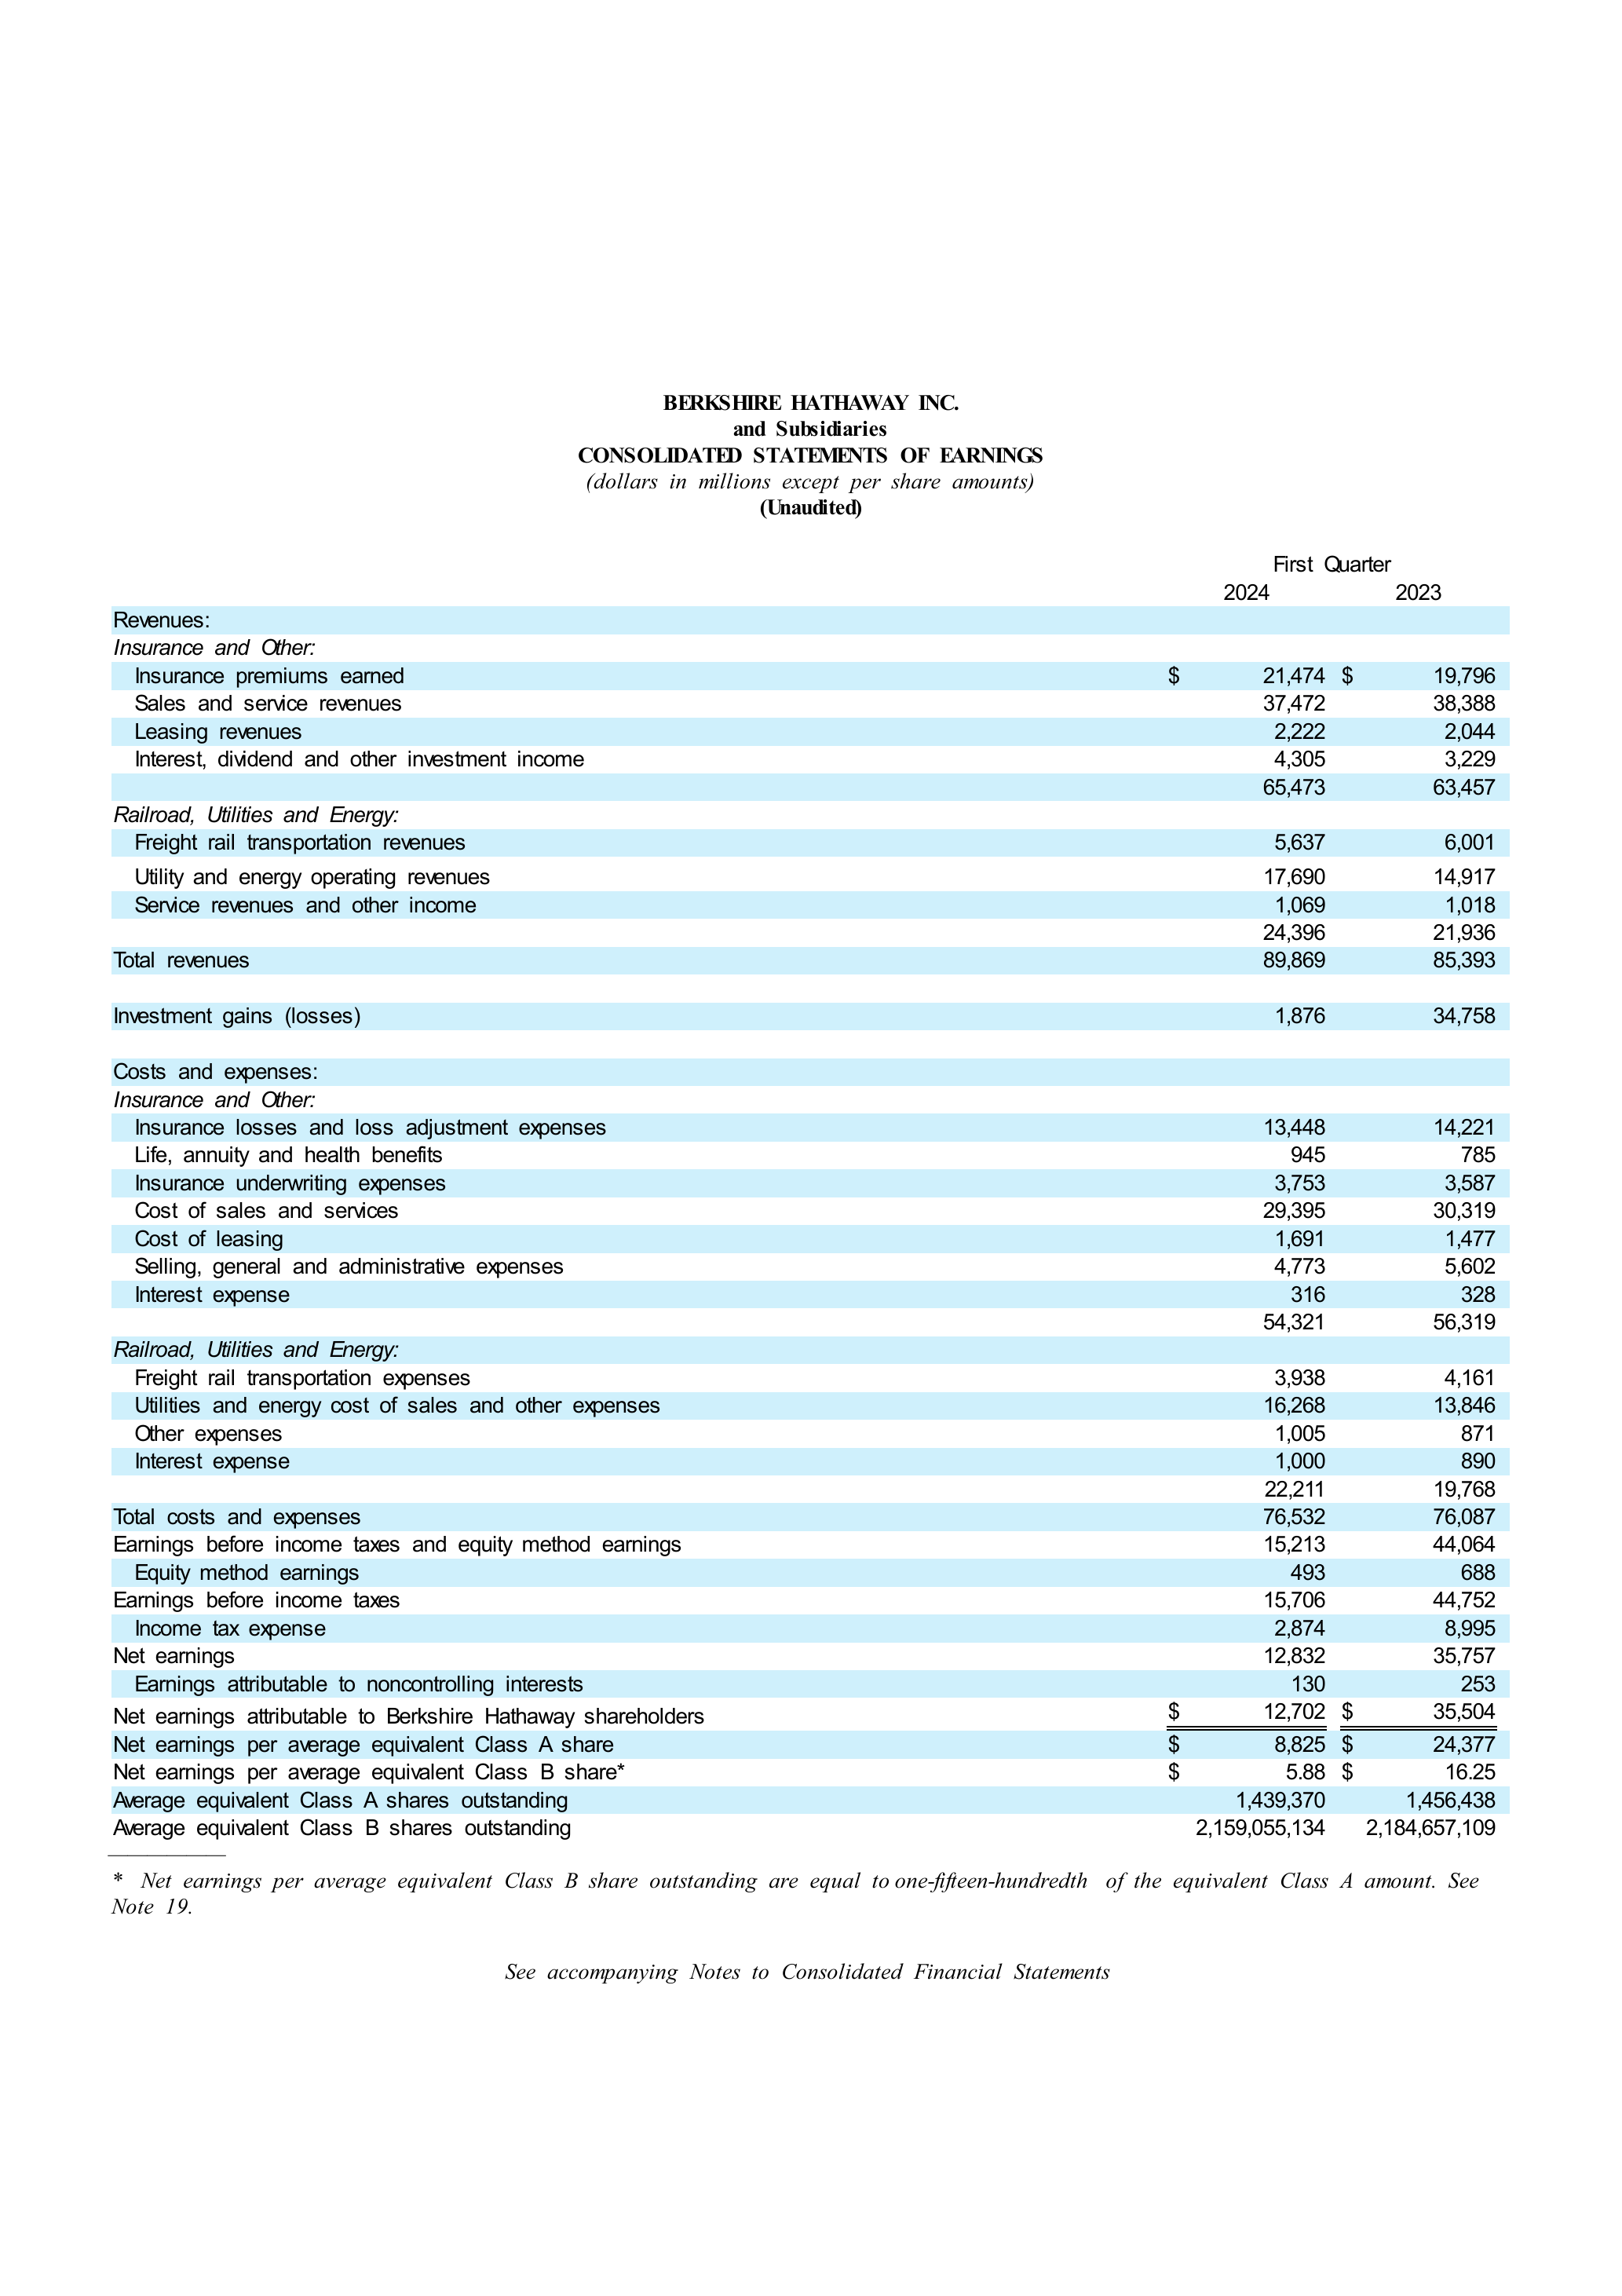 BERKSHIRE HATHAWAY INC.
and Subsidiaries
CONSOLIDATED STATEMENTS OF EARNINGS
(dollars in millions except per share amounts)
(Unaudited)
First Quarter
2024 2023
Revenues:
Insurance and Other:
Insurance premiums earned $ 21,474 $ 19,796
Sales and service revenues 37,472 38,388
Leasing revenues 2,222 2,044
Interest, dividend and other investment income 4,305 3,229
65,473 63,457
Railroad, Utilities and Energy:
Freight rail transportation revenues 5,637 6,001
Utility and energy operating revenues 17,690 14,917
Service revenues and other income 1,069 1,018
24,396 21,936
Total revenues 89,869 85,393
Investment gains (losses) 1,876 34,758
Costs and expenses:
Insurance and Other:
Insurance losses and loss adjustment expenses 13,448 14,221
Life, annuity and health benefits 945 785
Insurance underwriting expenses 3,753 3,587
Cost of sales and services 29,395 30,319
Cost of leasing 1,691 1,477
Selling, general and administrative expenses 4,773 5,602
Interest expense 316 328
54,321 56,319
Railroad, Utilities and Energy:
Freight rail transportation expenses 3,938 4,161
Utilities and energy cost of sales and other expenses 16,268 13,846
Other expenses 1,005 871
Interest expense 1,000 890
22,211 19,768
Total costs and expenses 76,532 76,087
Earnings before income taxes and equity method earnings 15,213 44,064
Equity method earnings 493 688
Earnings before income taxes 15,706 44,752
Income tax expense 2,874 8,995
Net earnings 12,832 35,757
Earnings attributable to noncontrolling interests 130 253
Net earnings attributable to Berkshire Hathaway shareholders $ 12,702 $ 35,504
Net earnings per average equivalent Class A share $ 8,825 $ 24,377
Net earnings per average equivalent Class B share* $ 5.88 $ 16.25
Average equivalent Class A shares outstanding 1,439,370 1,456,438
Average equivalent Class B shares outstanding 2,159,055,134 2,184,657,109
* Net earnings per average equivalent Class B share outstanding are equal to one-fifteen-hundredth of the equivalent Class A amount. See
Note 19.
See accompanying Notes to Consolidated Financial Statements